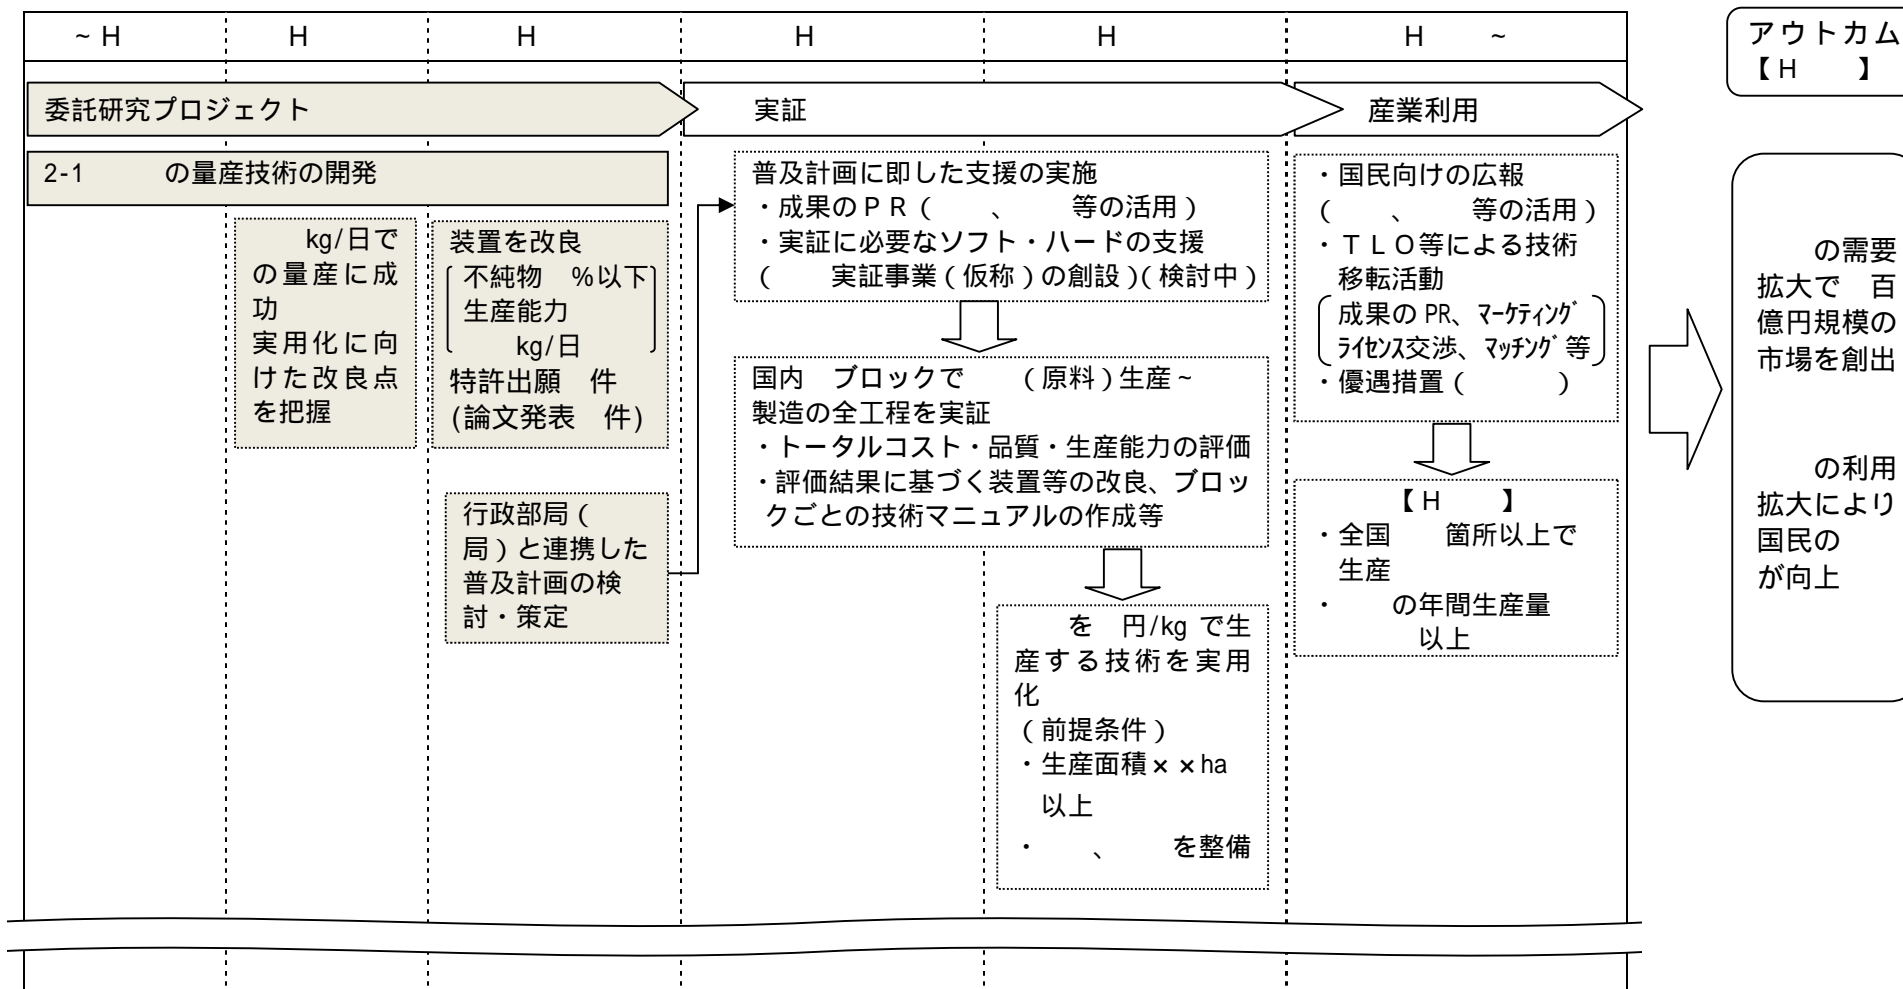 ~H H H H H H ~
アウトカム
【H 】
委託研究プロジェクト
実証
産業利用
2-1 の量産技術の開発
kg/日で
の量産に成
功
実用化に向
けた改良点
を把握
装置を改良
不純物 %以下
生産能力
kg/日
特許出願 件
(論文発表 件)
行政部局(
局)と連携した
普及計画の検
討・策定
普及計画に即した支援の実施
・成果のPR( 、 等の活用)
・実証に必要なソフト・ハードの支援
( 実証事業(仮称)の創設)(検討中)
国内 ブロックで (原料)生産~
製造の全工程を実証
・トータルコスト・品質・生産能力の評価
・評価結果に基づく装置等の改良、ブロッ
クごとの技術マニュアルの作成等
を 円/kg で生
産する技術を実用
化
(前提条件)
・生産面積××ha
以上
・ 、 を整備
・国民向けの広報
( 、 等の活用)
・TLO等による技術
移転活動
成果の PR、マーケティング
ライセンス交渉、マッチング等
・優遇措置( )
【H 】
・全国 箇所以上で
生産
・ の年間生産量
以上
の需要
拡大で 百
億円規模の
市場を創出
の利用
拡大により
国民の
が向上